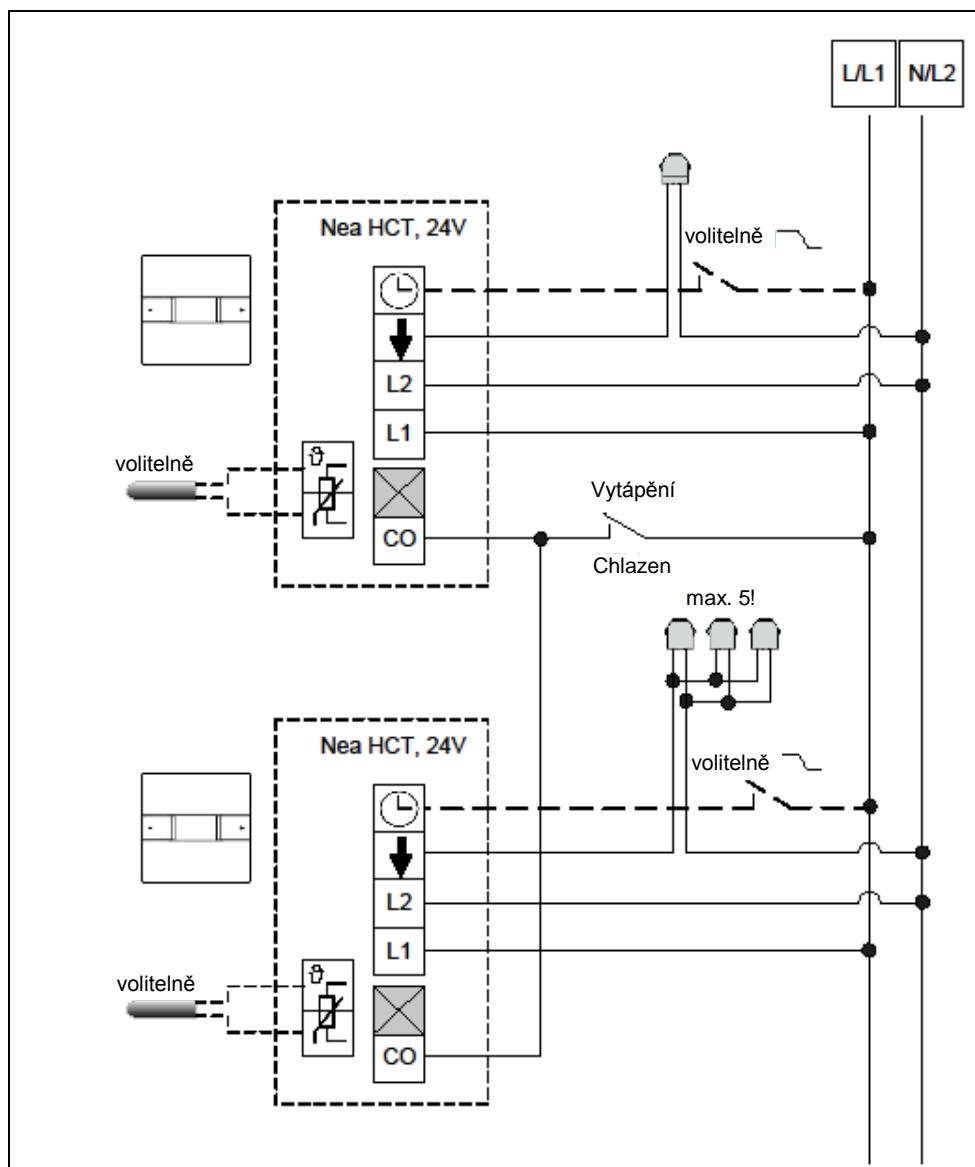 L/L1 N/L2
Nea HCT, 24V
volitelně
L2
L1
volitelně
CO
Vytápění
Chlazen
max. 5!
Nea HCT, 24V
volitelně
L2
L1
volitelně
CO